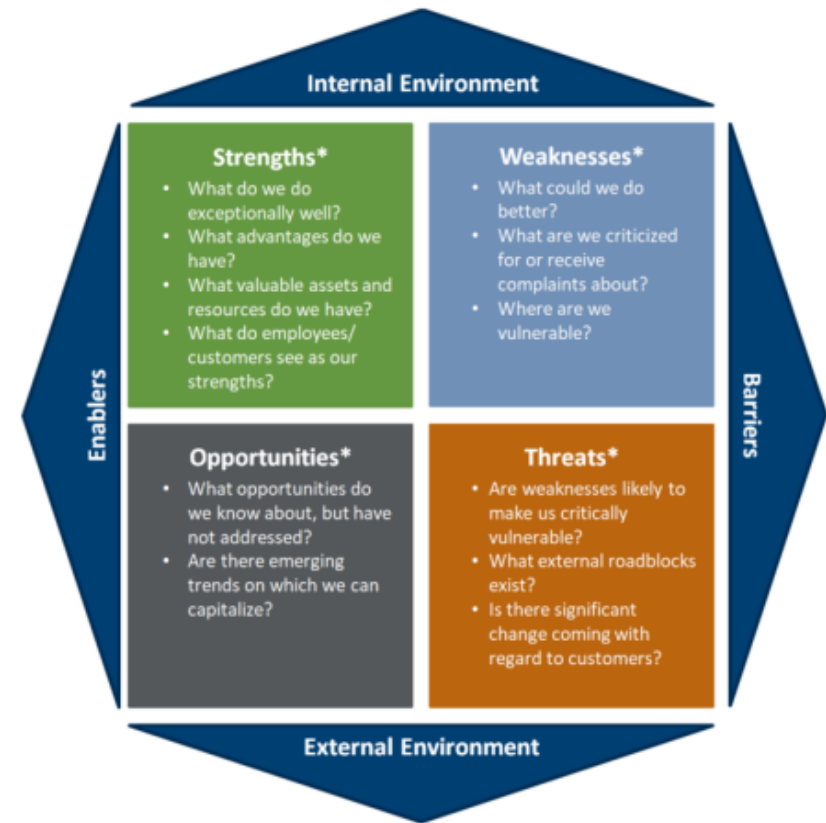 Internal Environment
Strengths*
• What do we do
exceptionally well?
• What advantages do we
have?
• What valuable assets and
resources do we have?
• What do employees/
customers see as our
strengths?
Weaknesses*
• What could we do
better?
• What are we criticized
for or receive
complaints about?
• Where are we
vulnerable?
Enablers
Barriers
Opportunities*
• What opportunities do
we know about, but have
not addressed?
• Are there emerging
trends on which we can
capitalize?
Threats*
• Are weaknesses likely to
make us critically
vulnerable?
• What external roadblocks
exist?
• Is there significant
change coming with
regard to customers?
External Environment